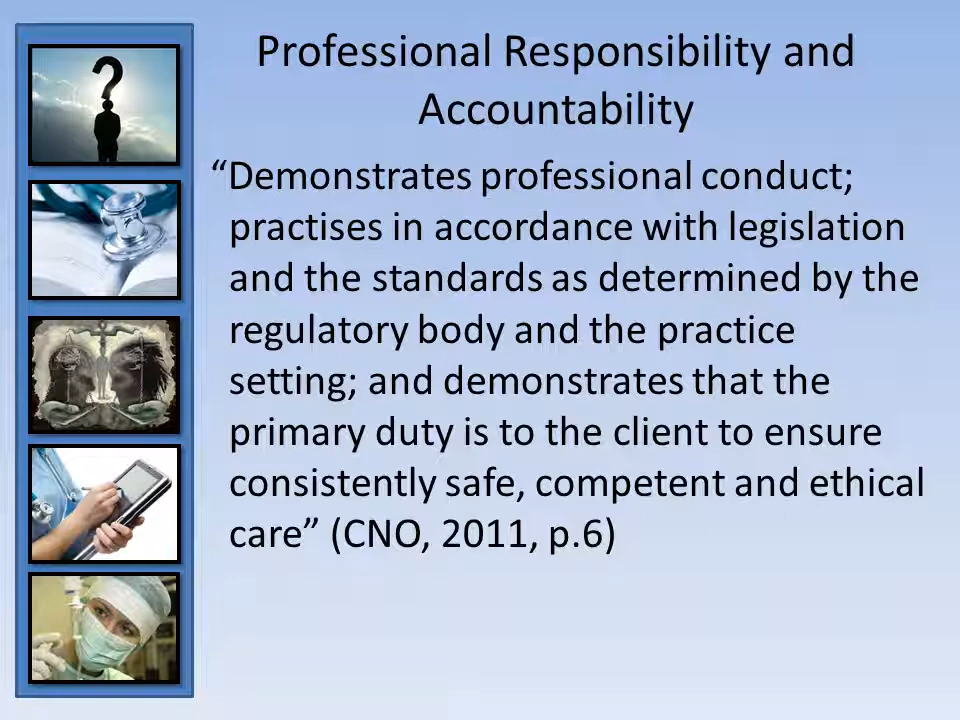 Professional Responsibility and
Accountability
“Demonstrates professional conduct;
practises in accordance with legislation
and the standards as determined by the
regulatory body and the practice
setting; and demonstrates that the
primary duty is to the client to ensure
consistently safe, competent and ethical
care” (CNO, 2011, p.6)